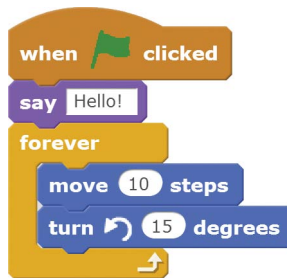 when clicked
say Hello!
forever
move 10 steps
turn 15 degrees